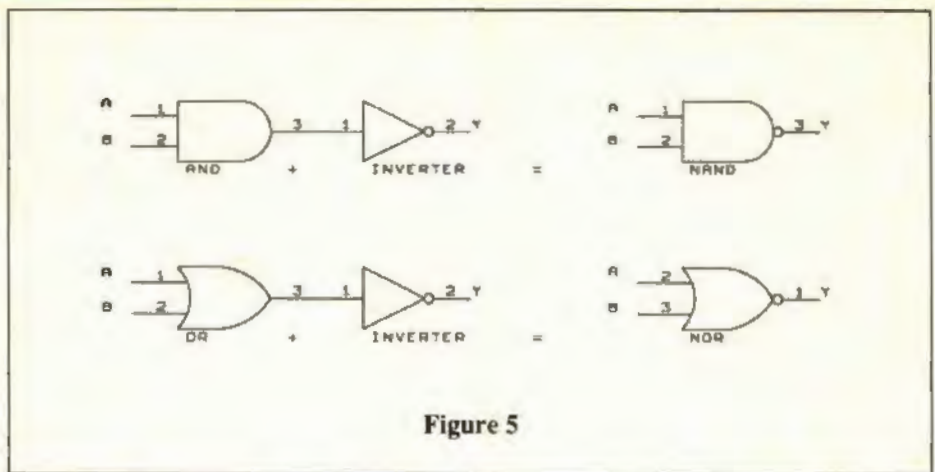 A
1
3
1
2 Y
A
1
3 Y
B
2
B
2
AND + INVERTER = NAND
A
1
3
1
2 Y
A
2
1 Y
B
2
B
3
OR + INVERTER = NOR
Figure 5